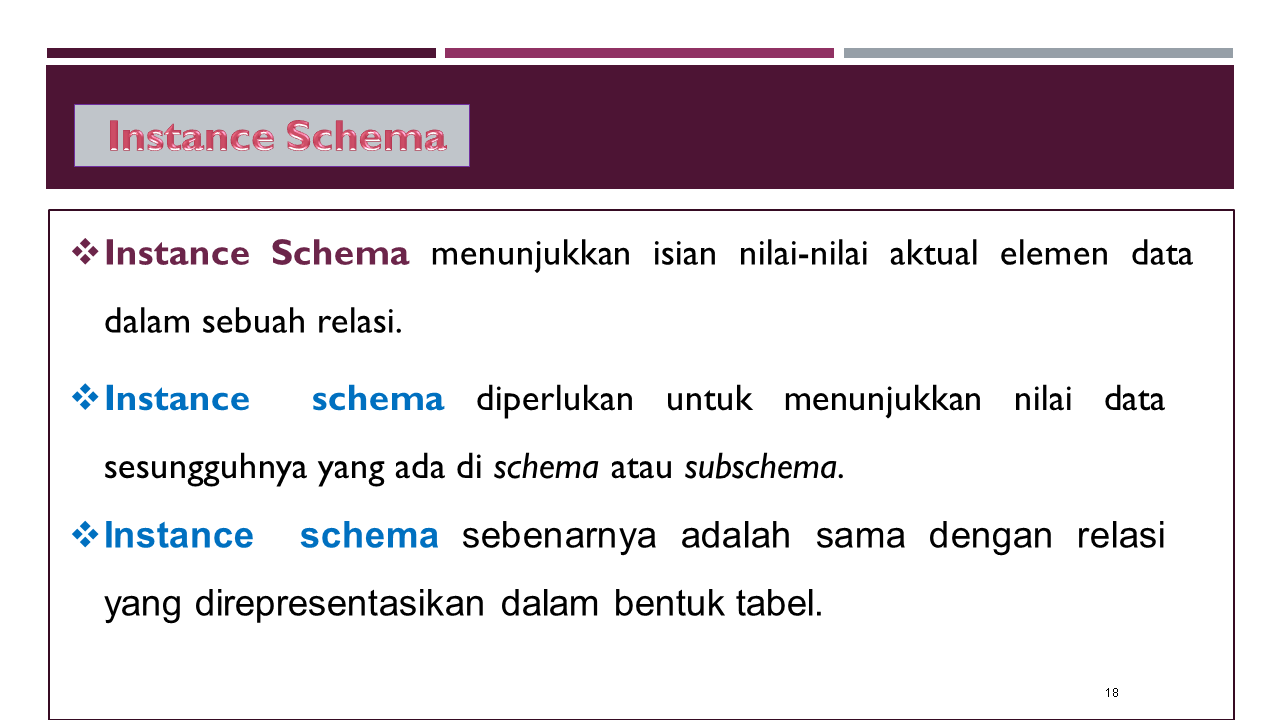 Instance Schema
❖Instance Schema menunjukkan isian nilai-nilai aktual elemen data
dalam sebuah relasi.
❖Instance schema diperlukan untuk menunjukkan nilai data
sesungguhnya yang ada di schema atau subschema.
❖Instance schema sebenarnya adalah sama dengan relasi
yang direpresentasikan dalam bentuk tabel.
18